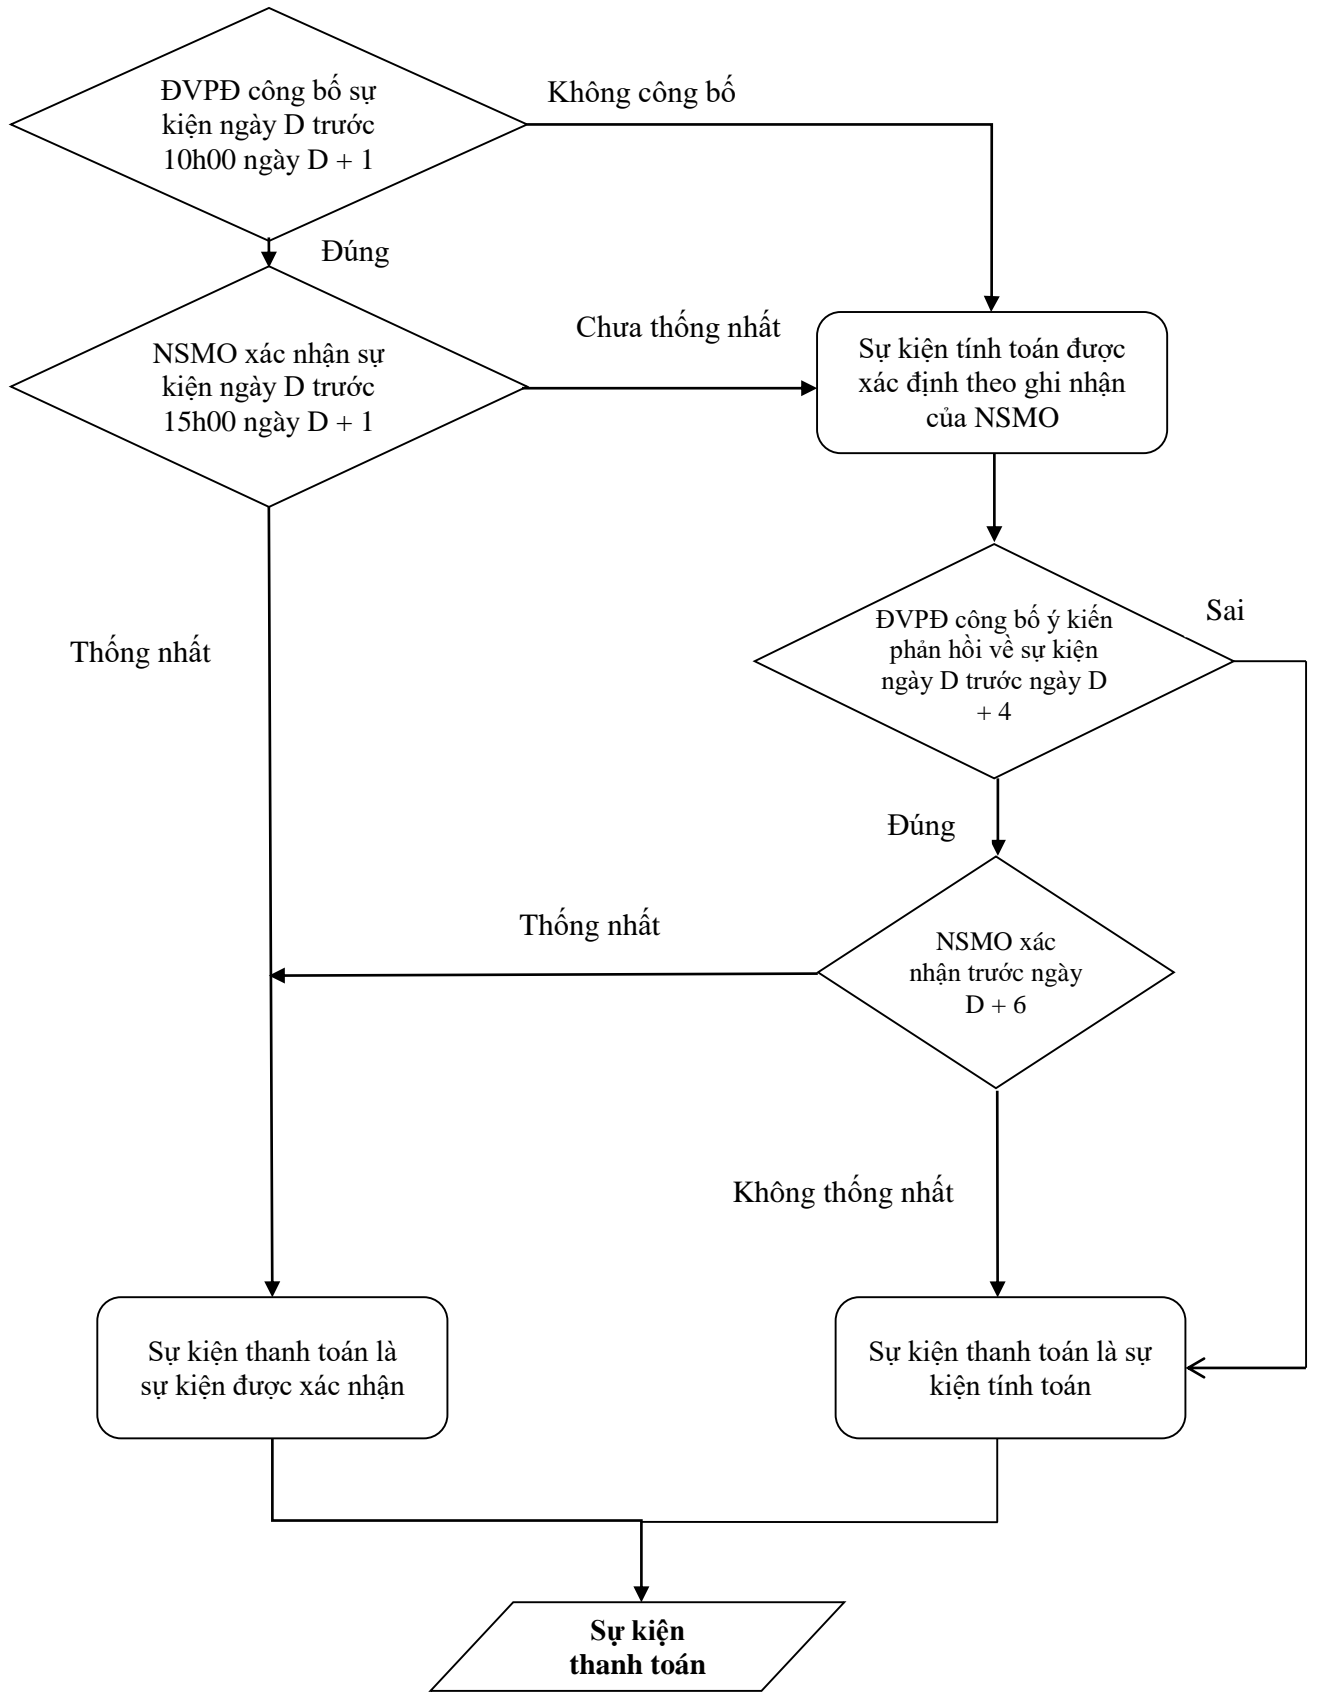 ĐVPĐ công bố sự
kiện ngày D trước
10h00 ngày D + 1
Không công bố
Đúng
NSMO xác nhận sự
kiện ngày D trước
15h00 ngày D + 1
Chưa thống nhất
Sự kiện tính toán được
xác định theo ghi nhận
của NSMO
Thống nhất
ĐVPĐ công bố ý kiến
phản hồi về sự kiện
ngày D trước ngày D
+ 4
Sai
Đúng
Thống nhất
NSMO xác
nhận trước ngày
D + 6
Không thống nhất
Sự kiện thanh toán là
sự kiện được xác nhận
Sự kiện thanh toán là sự
kiện tính toán
Sự kiện
thanh toán